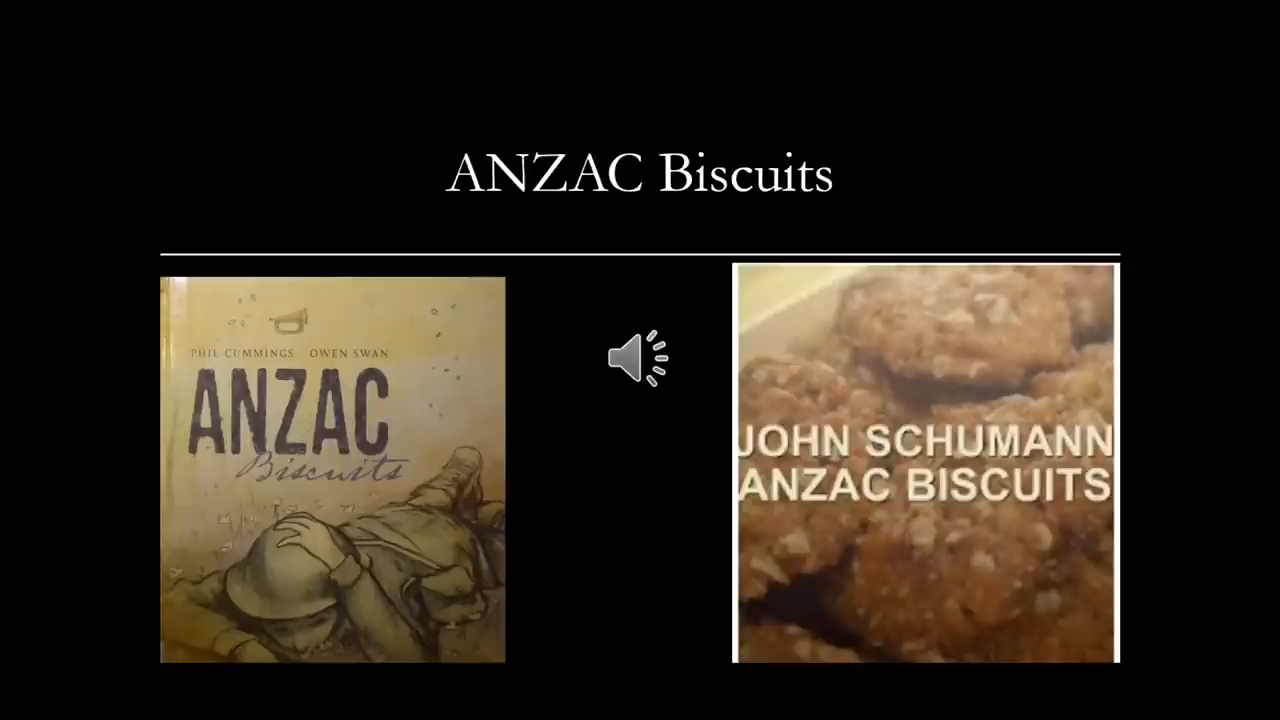 ANZAC Biscuits
PHIL CUMMINGS OWEN SWAN
ANZAC
Biscuits
JOHN SCHUMANN
ANZAC BISCUITS